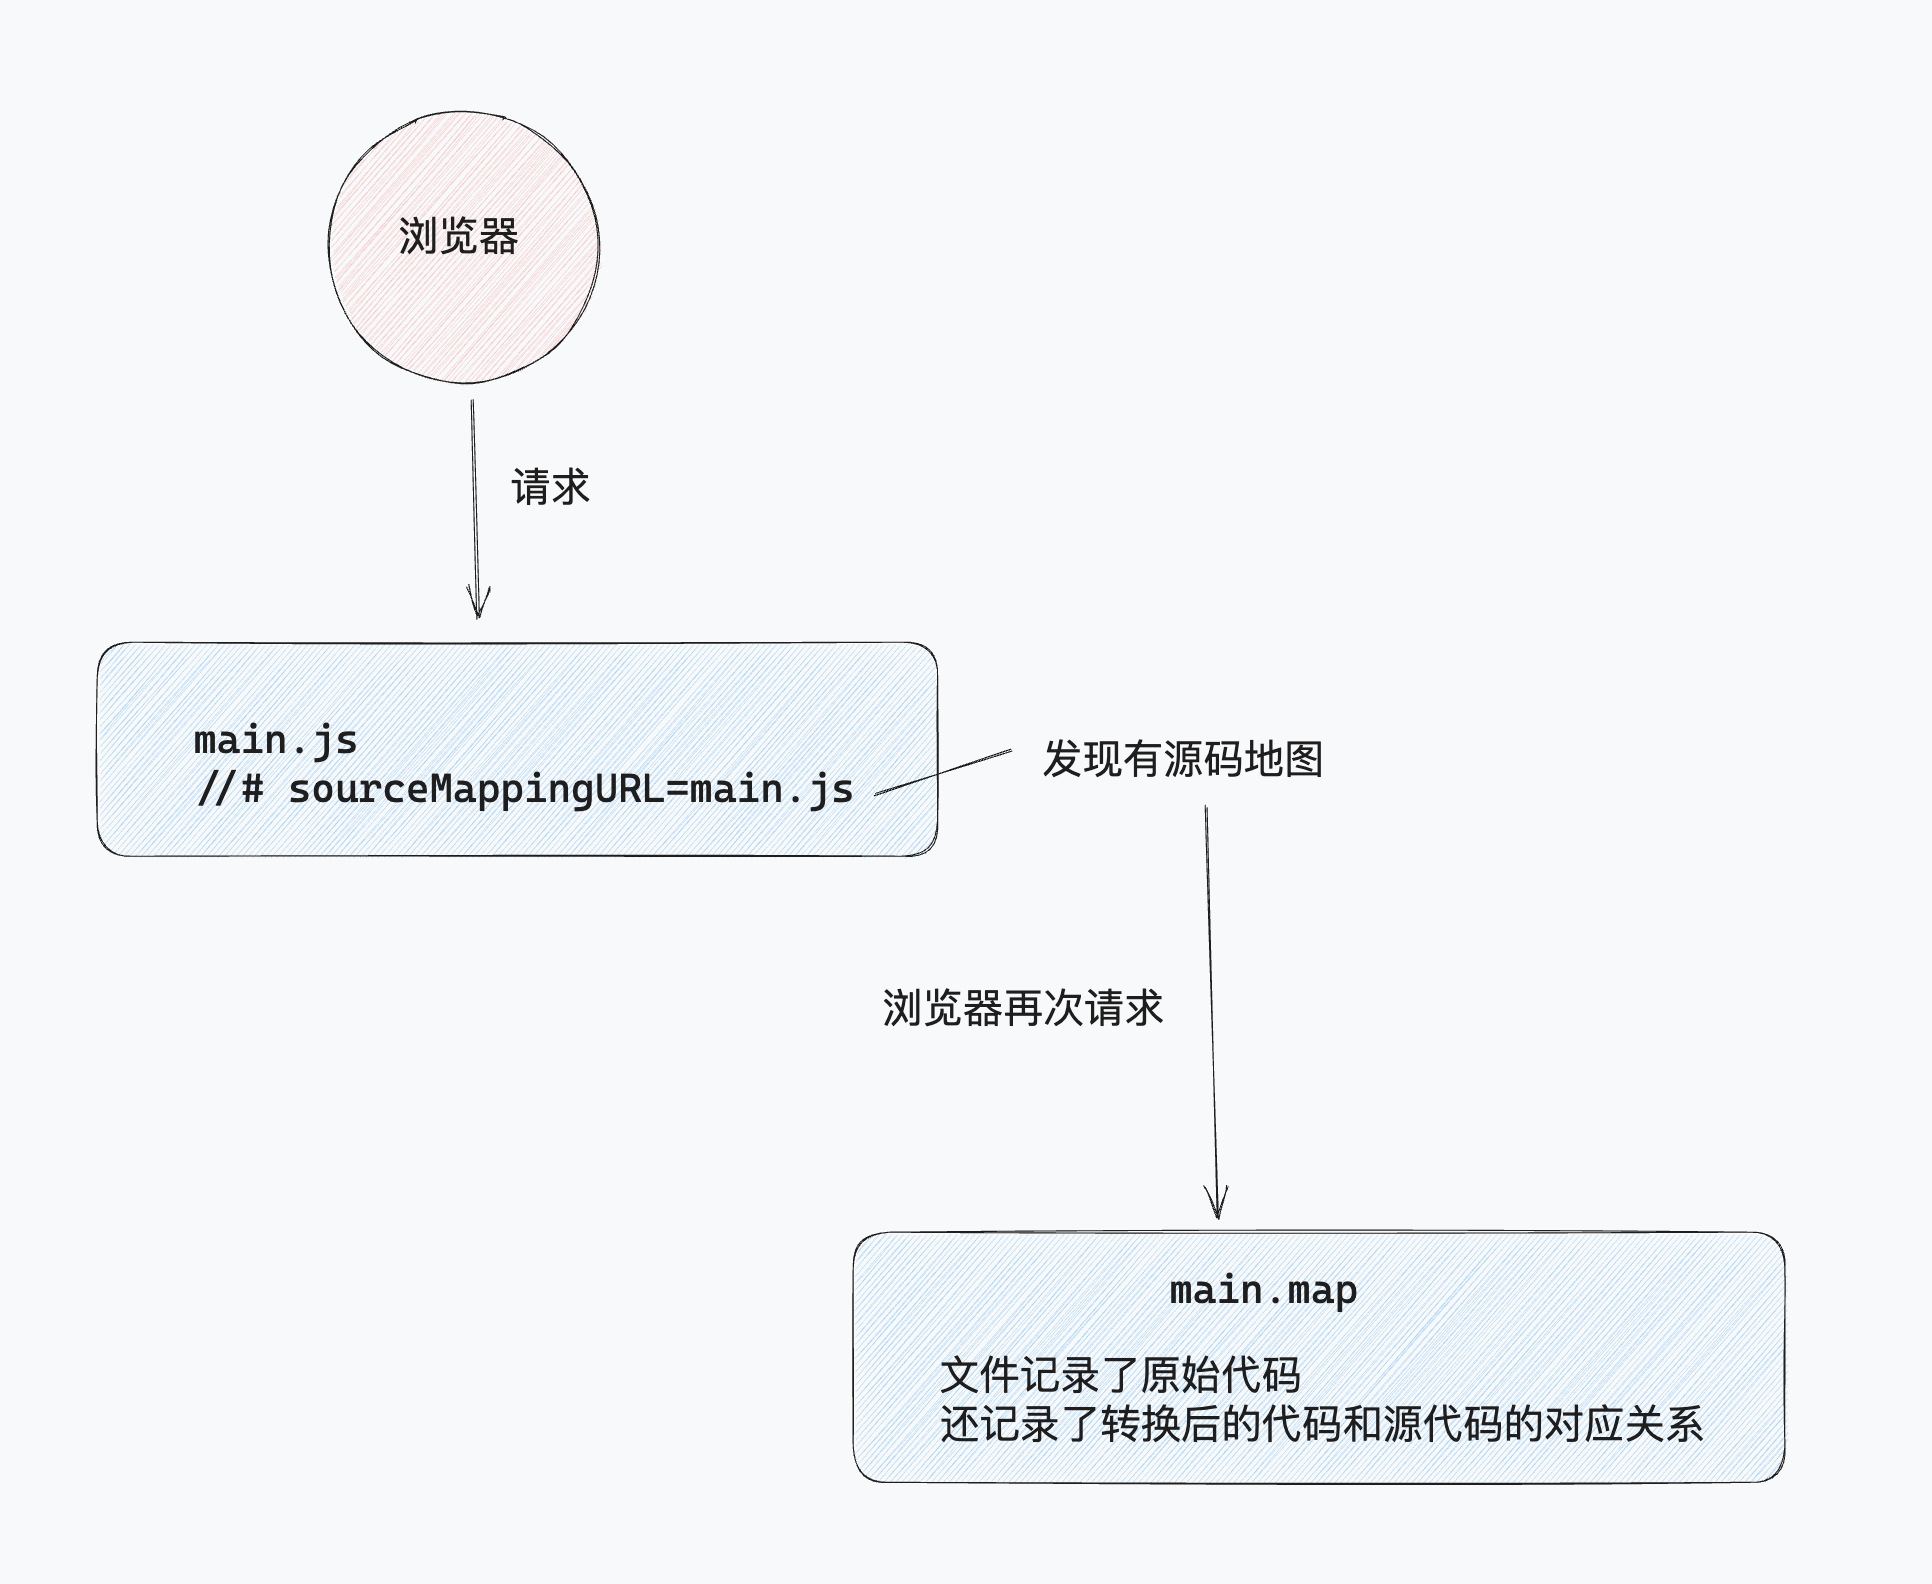 浏览器
请求
main.js
//# sourceMappingURL=main.js
发现有源码地图
浏览器再次请求
main.map
文件记录了原始代码
还记录了转换后的代码和源代码的对应关系